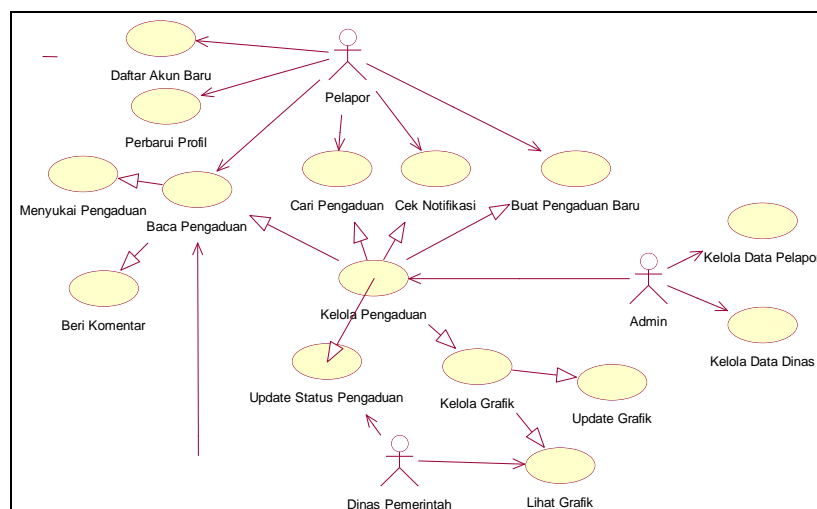 Daftar Akun Baru
Pelapor
Perbarui Profil
Menyukai Pengaduan
Baca Pengaduan
Cari Pengaduan
Cek Notifikasi
Buat Pengaduan Baru
Kelola Data Pelapor
Beri Komentar
Kelola Pengaduan
Admin
Kelola Data Dinas
Update Status Pengaduan
Kelola Grafik
Update Grafik
Dinas Pemerintah
Lihat Grafik